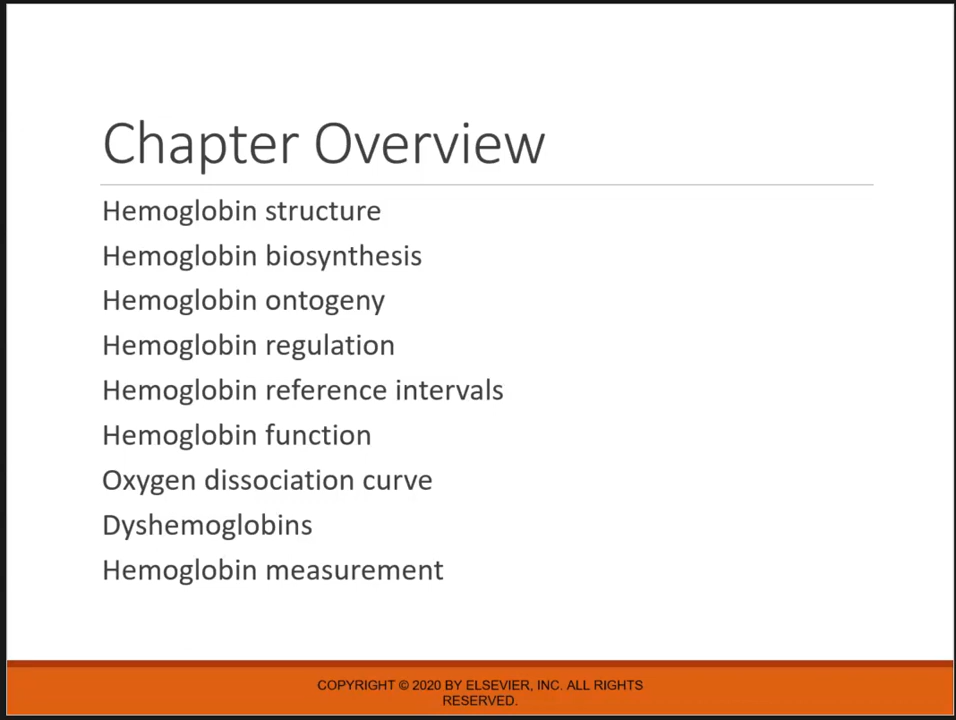 Chapter Overview
Hemoglobin structure
Hemoglobin biosynthesis
Hemoglobin ontogeny
Hemoglobin regulation
Hemoglobin reference intervals
Hemoglobin function
Oxygen dissociation curve
Dyshemoglobins
Hemoglobin measurement
COPYRIGHT © 2020 BY ELSEVIER, INC. ALL RIGHTS
RESERVED.